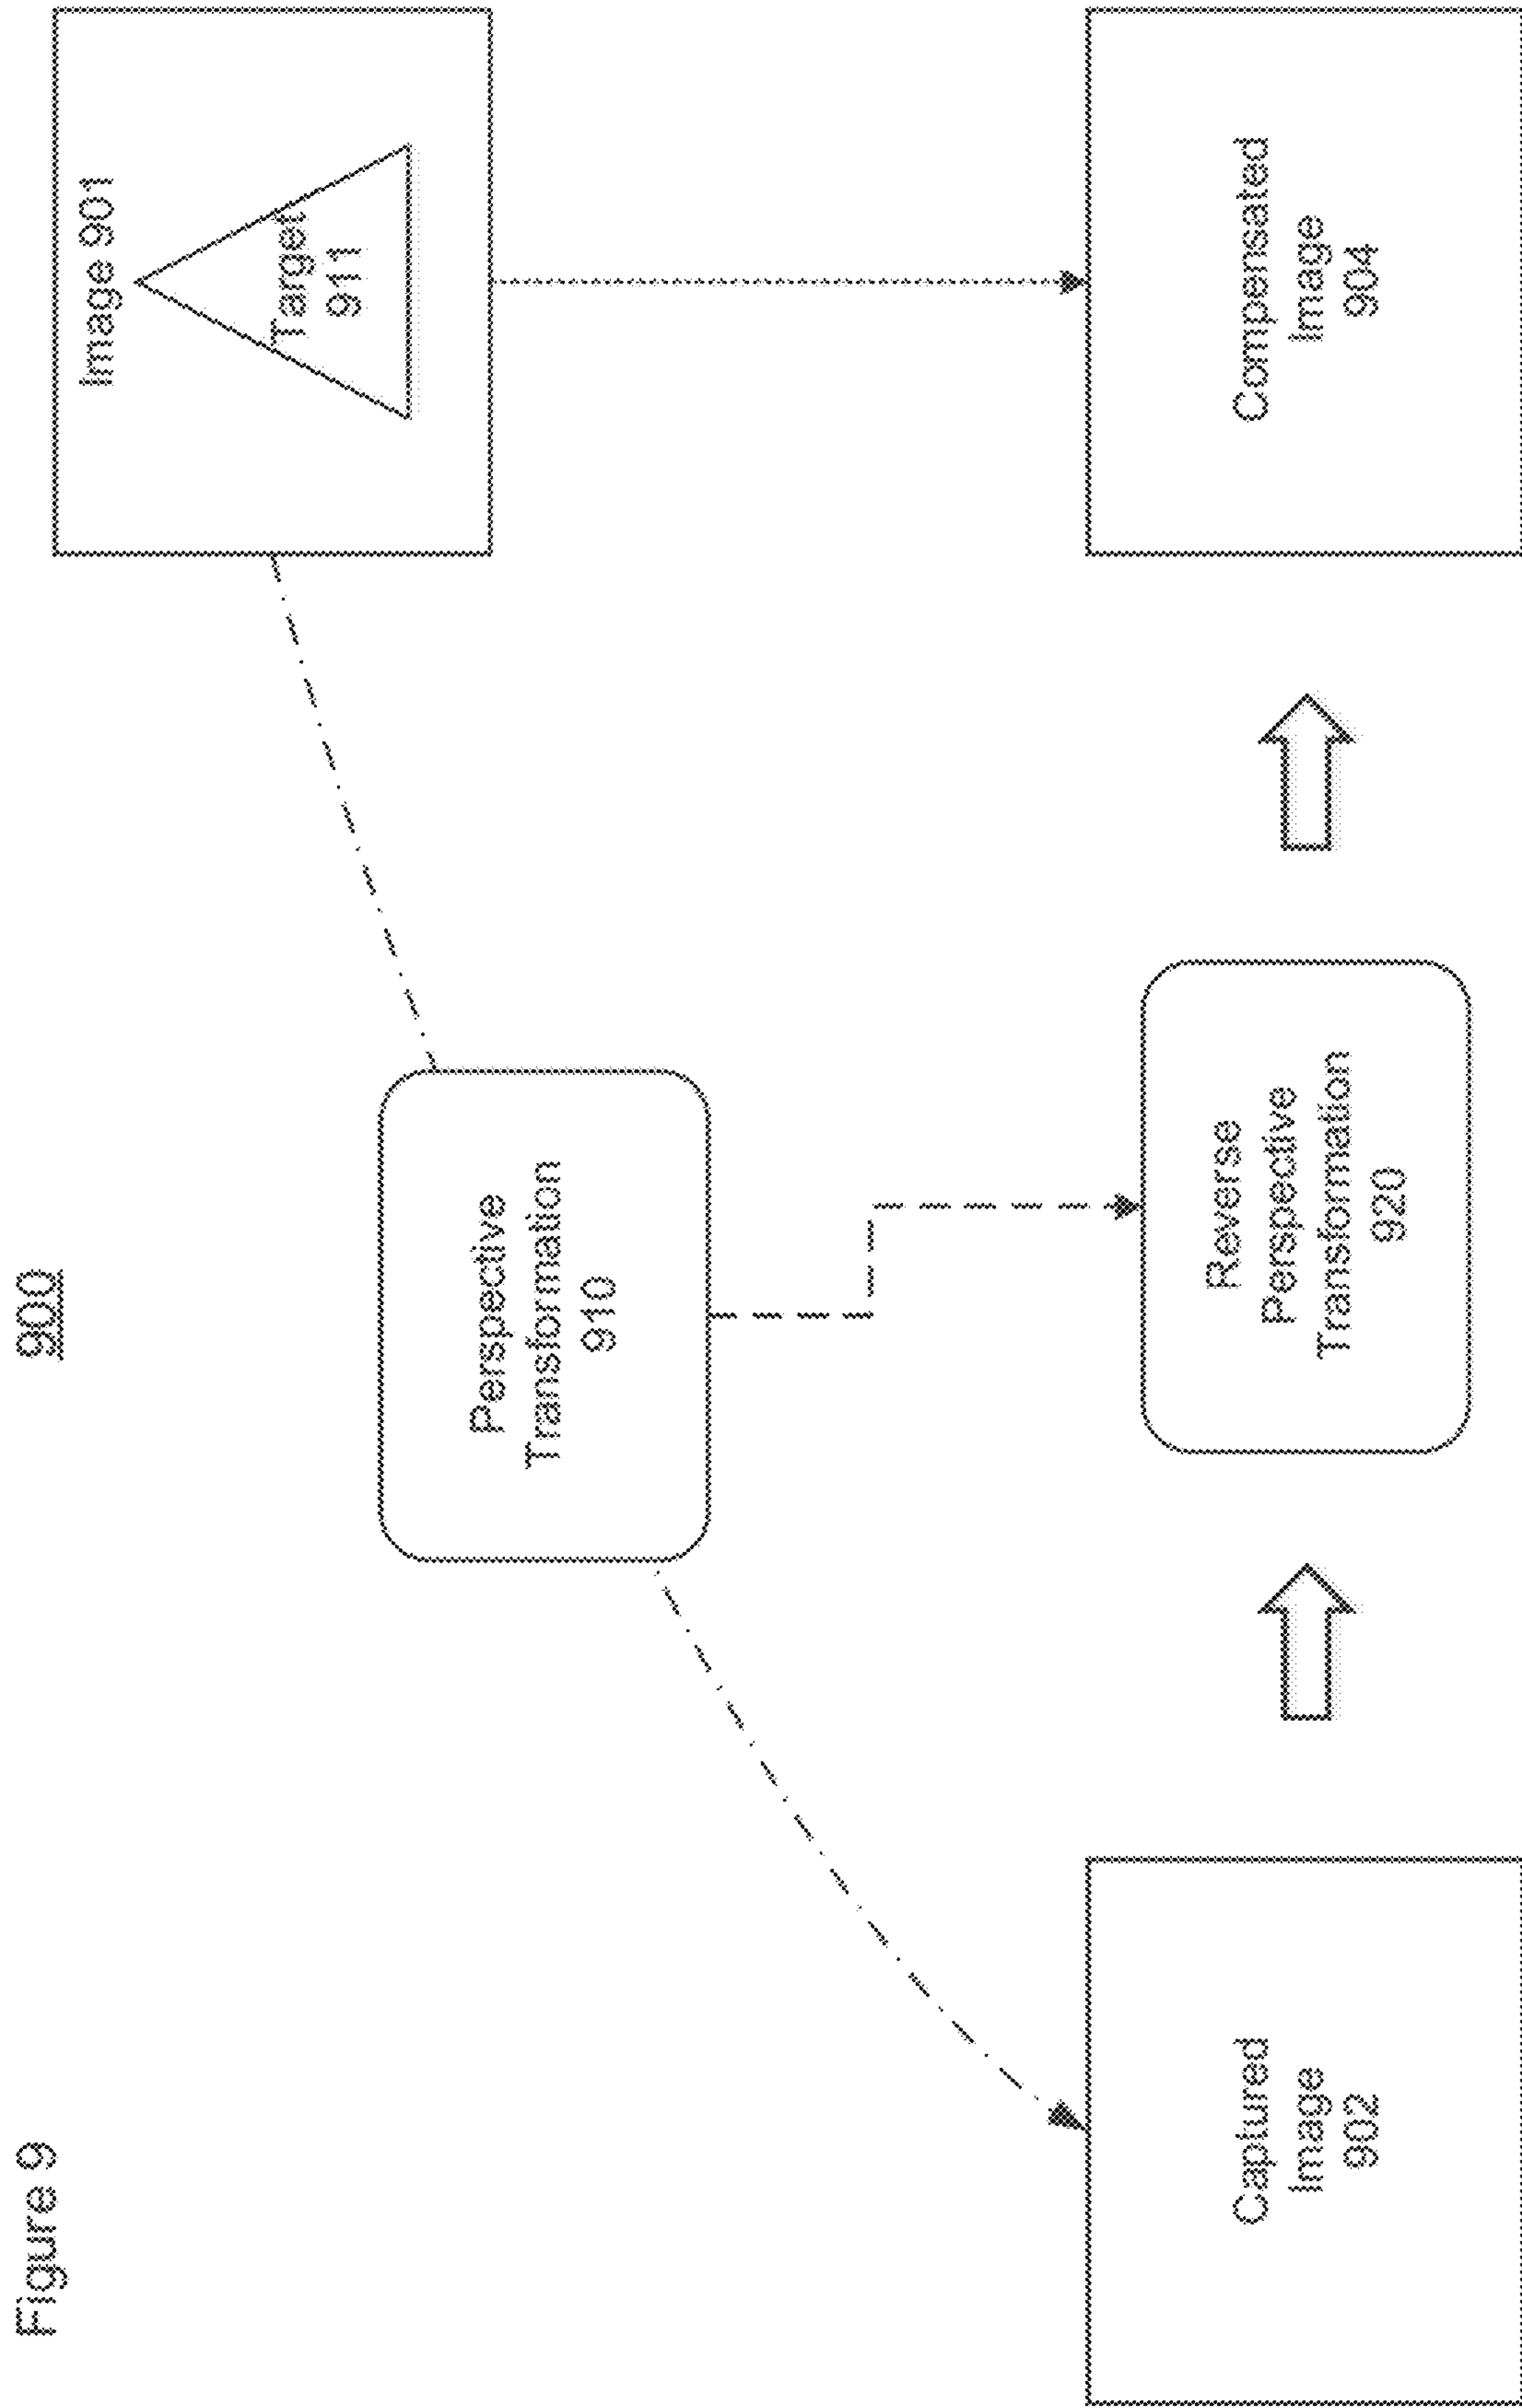 Figure 9
900
Image 901
Target
911
Perspective
Transformation
910
Captured
Image
902
Reverse
Perspective
Transformation
920
Compensated
Image
904